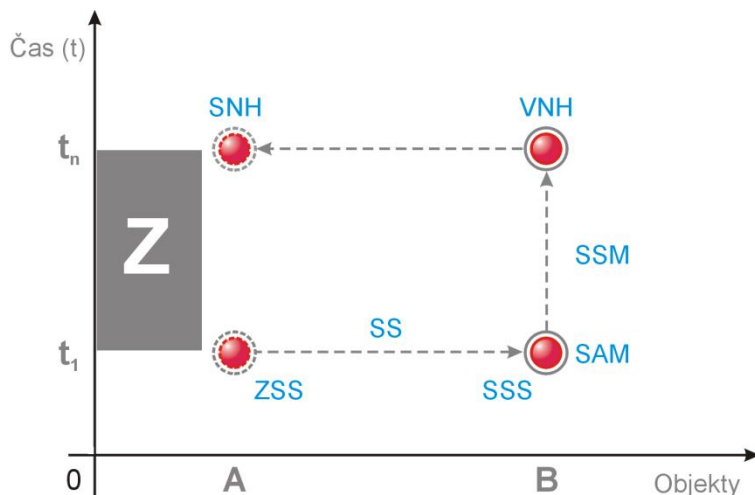 Čas (t)
SNH
VNH
tn
Z
SSM
SS
t1
SAM
ZSS
SSS
0
A
B
Objekty